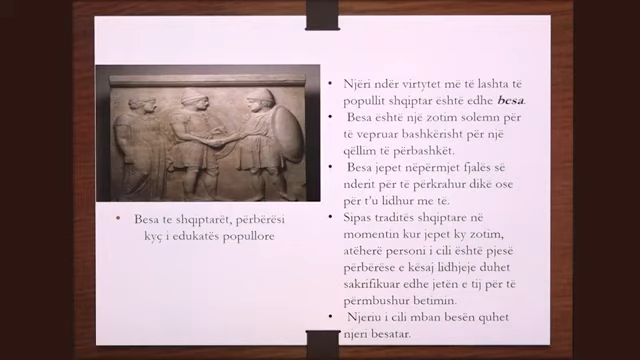 Besa te shqiptarët, përbërësi
kyç i edukatës popullore
Njëri ndër virtytet më të lashta të
popullit shqiptar është edhe besa.
Besa është një zotim solemn për
të vepruar bashkërisht për një
qëllim të përbashkët.
Besa jepet nëpërmjet fjalës së
nderit për të përkrahur dikë ose
për t'u lidhur me të.
Sipas traditës shqiptare në
momentin kur jepet ky zotim,
atëherë personi i cili është pjesë
përbërëse e kësaj lidhjeje duhet
sakrifikuar edhe jetën e tij për të
përmbushur betimin.
Njeriu i cili mban besën quhet
njeri besatar.